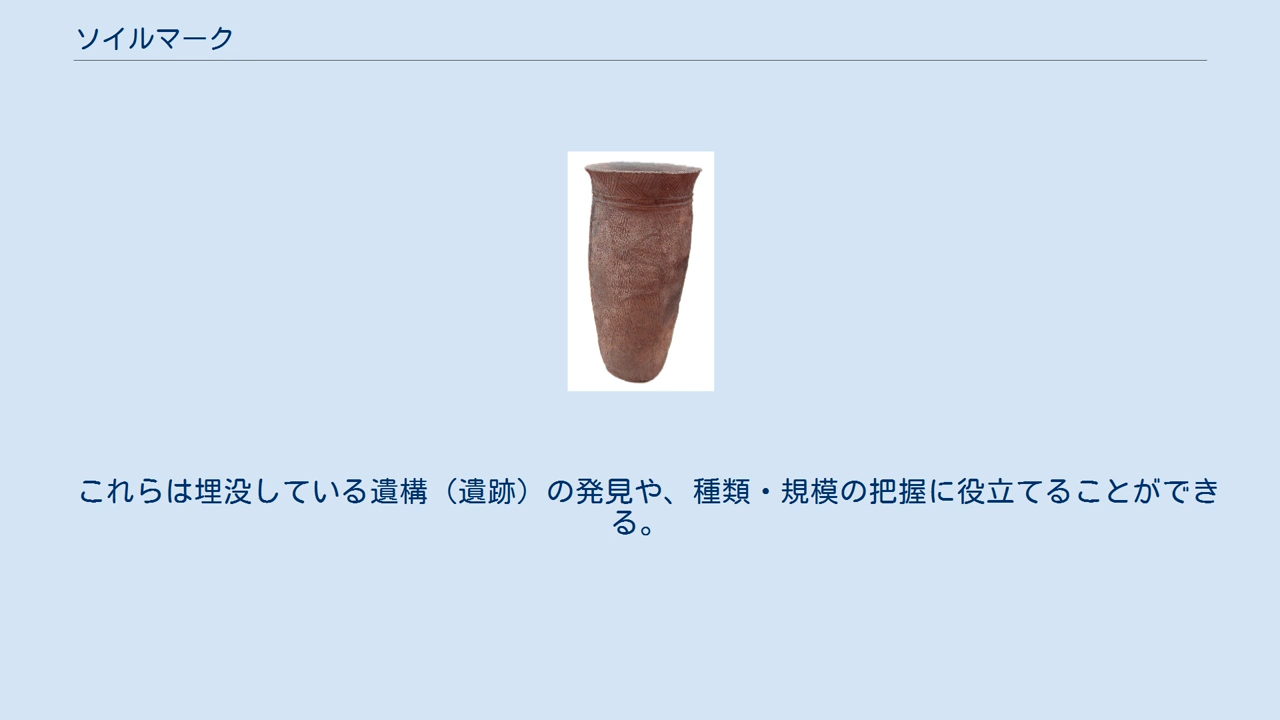 ソイルマーク
これらは埋没している遺構（遺跡）の発見や、種類・規模の把握に役立てることができ
る。